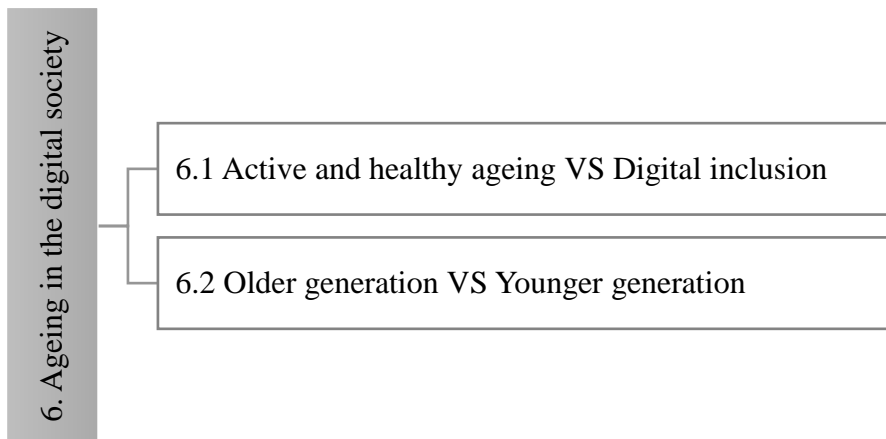 6. Ageing in the digital society
6.1 Active and healthy ageing VS Digital inclusion
6.2 Older generation VS Younger generation